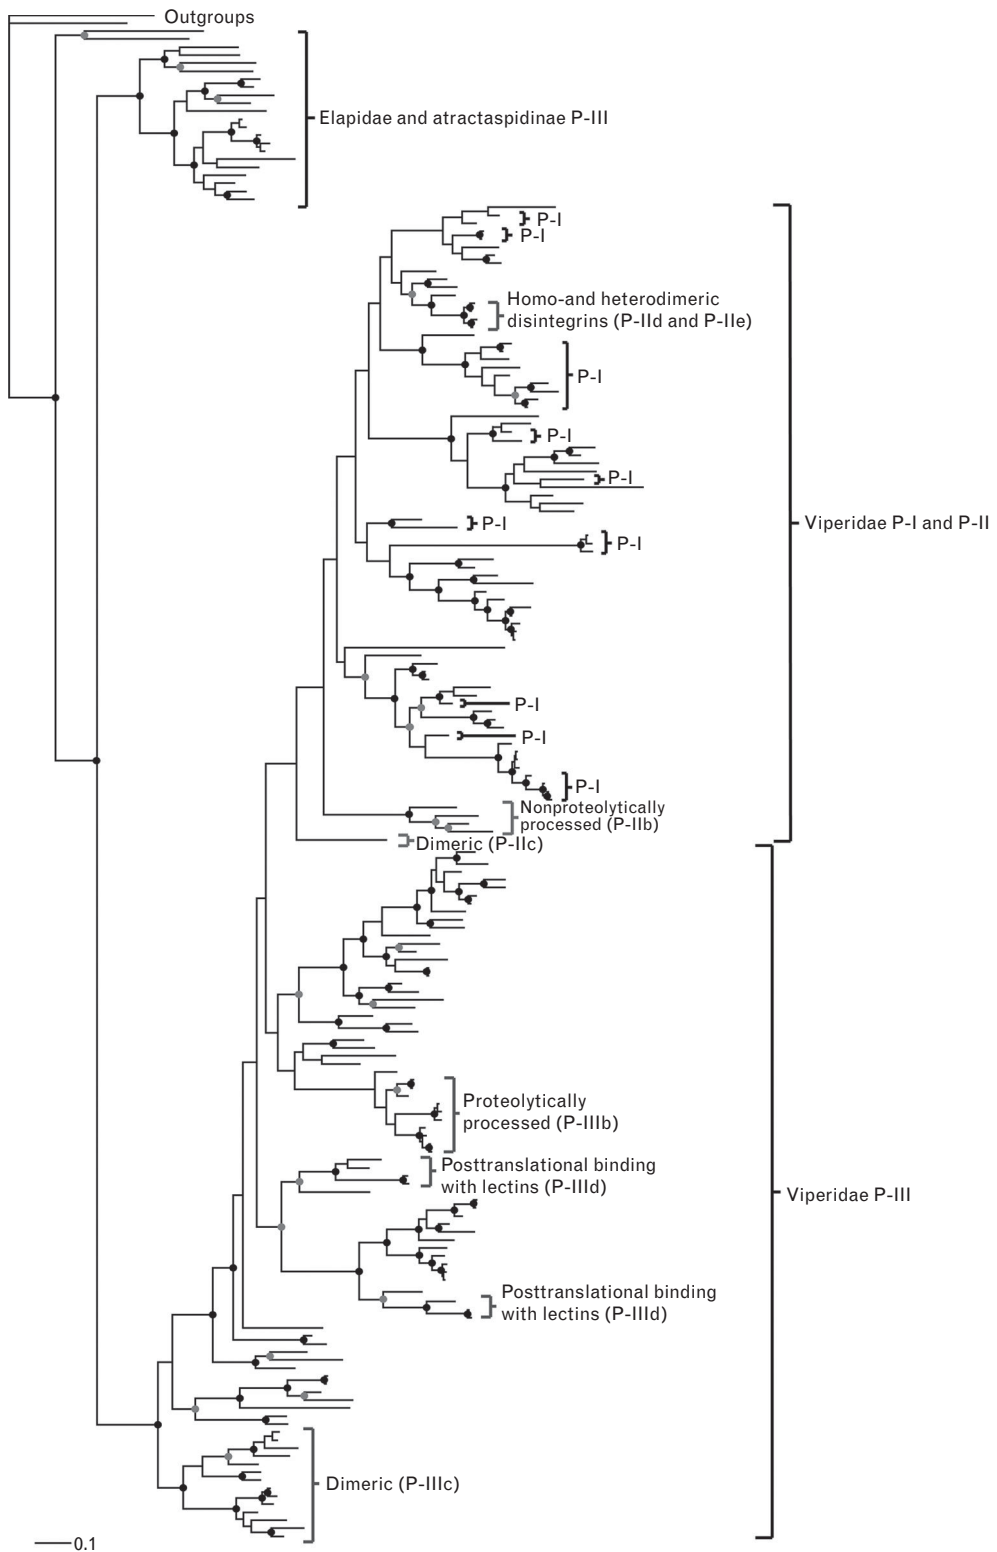 Outgroups
Elapidae and atractaspidinae P-III
P-I
P-I
Homo-and heterodimeric
disintegrins (P-IId and P-IIe)
P-I
P-I
P-I
Viperidae P-I and P-II
P-I
P-I
P-I
P-I
P-I
Nonproteolytically
processed (P-IIb)
Dimeric (P-IIc)
Proteolytically
processed (P-IIIb)
Posttranslational binding
with lectins (P-IIId)
Viperidae P-III
Posttranslational binding
with lectins (P-IIId)
Dimeric (P-IIIc)
0.1